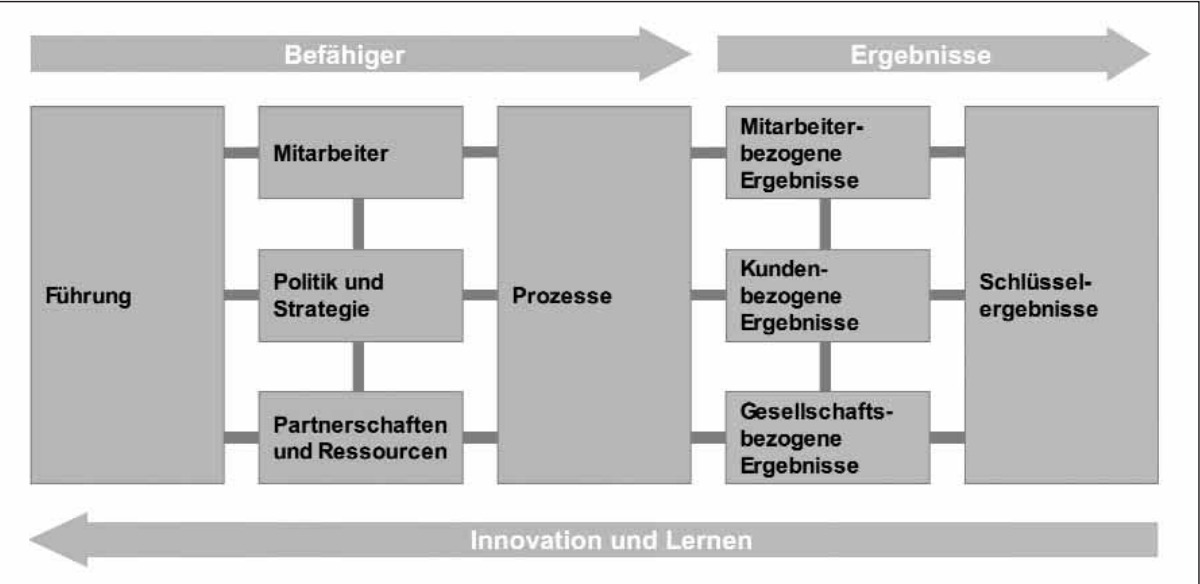 Befähiger
Ergebnisse
Führung
Mitarbeiter
Politik und
Strategie
Partnerschaften
und Ressourcen
Prozesse
Mitarbeiter-
bezogene
Ergebnisse
Kunden-
bezogene
Ergebnisse
Gesellschafts-
bezogene
Ergebnisse
Schlüssel-
ergebnisse
Innovation und Lernen